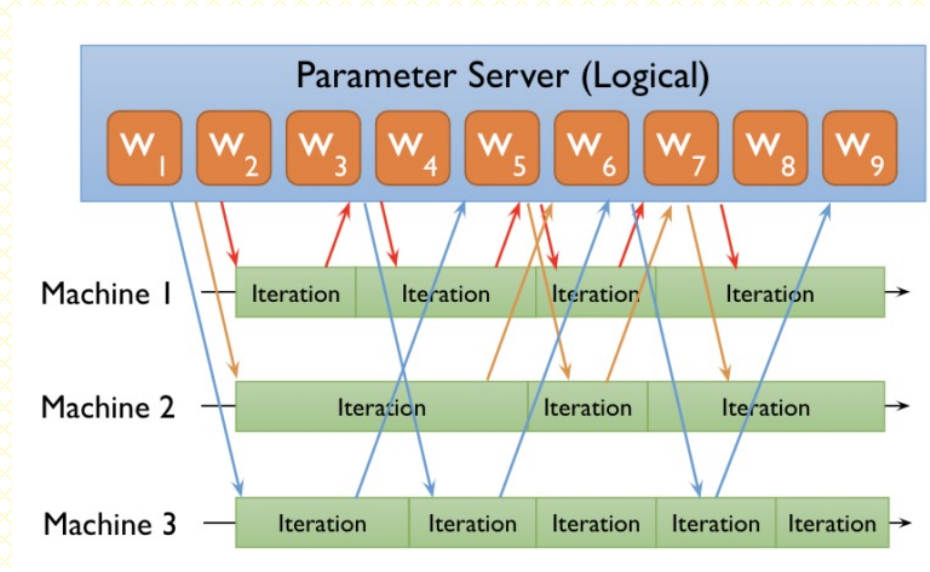 Parameter Server (Logical)
W1 W2 W3 W4 W5 W6 W7 W8 W9
Machine 1 Iteration Iteration Iteration Iteration
Machine 2 Iteration Iteration Iteration
Machine 3 Iteration Iteration Iteration Iteration Iteration